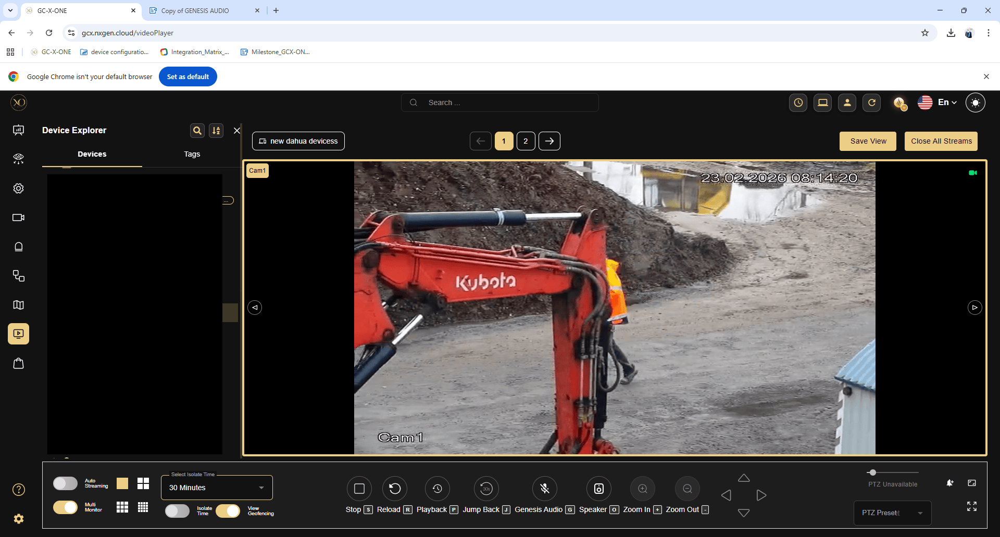 GC-X-ONE
Copy of GENESIS AUDIO
gcx.nxgen.cloud/videoPlayer
GC-X-ONE
device configuratio...
Integration_Matrix_...
Milestone_GCX-ON...
Google Chrome isn't your default browser
Set as default
XO
Search ...
En
Device Explorer
Devices
Tags
new dahua devicess
1
2
Save View
Close All Streams
Cam1
23.02.2026 08:14:20
...
Kubota
Cam1
Auto Streaming
Select Isolate Time
30 Minutes
Multi Monitor
Isolate Time
View Geofencing
30s
Stop S
Reload R
Playback P
Jump Back J
Genesis Audio G
Speaker O
Zoom In +
Zoom Out -
PTZ Unavailable
PTZ Preset